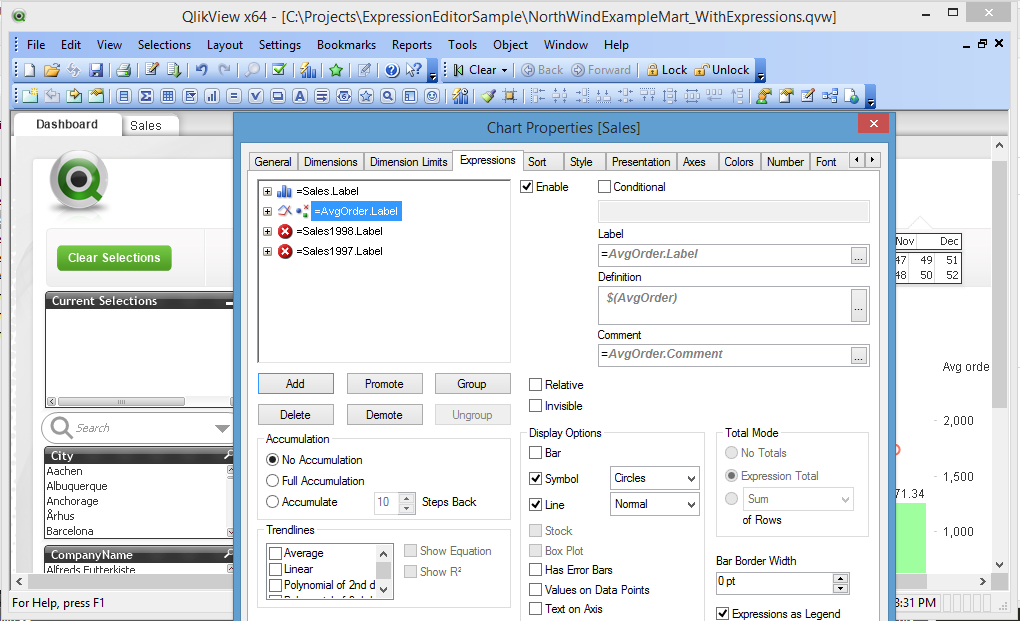 QlikView x64 - [C:\Projects\ExpressionEditorSample\NorthWindExampleMart_WithExpressions.qvw]
File Edit View Selections Layout Settings Bookmarks Reports Tools Object Window Help
Clear Back Forward Lock Unlock
Dashboard Sales
Chart Properties [Sales]
General Dimensions Dimension Limits Expressions Sort Style Presentation Axes Colors Number Font
=Sales.Label
=AvgOrder.Label
=Sales1998.Label
=Sales1997.Label
Enable Conditional
Label
=AvgOrder.Label ...
Definition
$(AvgOrder) ...
Comment
=AvgOrder.Comment ...
Add Promote Group
Delete Demote Ungroup
Relative
Invisible
Accumulation
No Accumulation
Full Accumulation
Accumulate 10 Steps Back
Trendlines
Average
Linear
Polynomial of 2nd d
Show Equation
Show R²
Display Options
Bar
Symbol Circles
Line Normal
Stock
Box Plot
Has Error Bars
Values on Data Points
Text on Axis
Total Mode
No Totals
Expression Total
Sum
of Rows
Bar Border Width
0 pt
Expressions as Legend
Clear Selections
Current Selections
Search
City
Aachen
Albuquerque
Anchorage
Århus
Barcelona
CompanyName
Alfreds Futterkiste
Nov Dec
47 49 51
48 50 52
Avg orde
2,000
1,500
71.34
1,000
For Help, press F1
8:31 PM